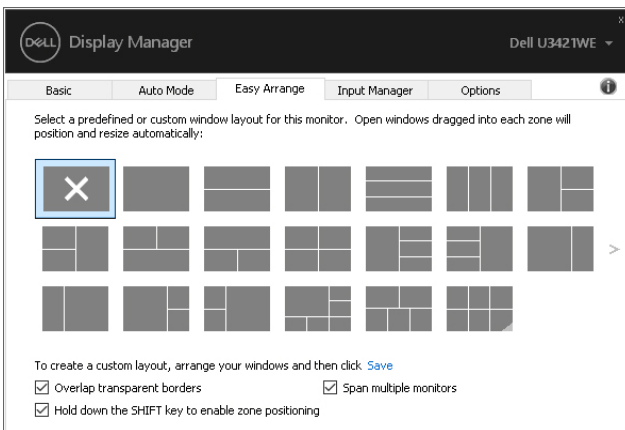 DELL Display Manager
Dell U3421WE
Basic
Auto Mode
Easy Arrange
Input Manager
Options
Select a predefined or custom window layout for this monitor. Open windows dragged into each zone will
position and resize automatically:
To create a custom layout, arrange your windows and then click Save
Overlap transparent borders
Span multiple monitors
Hold down the SHIFT key to enable zone positioning